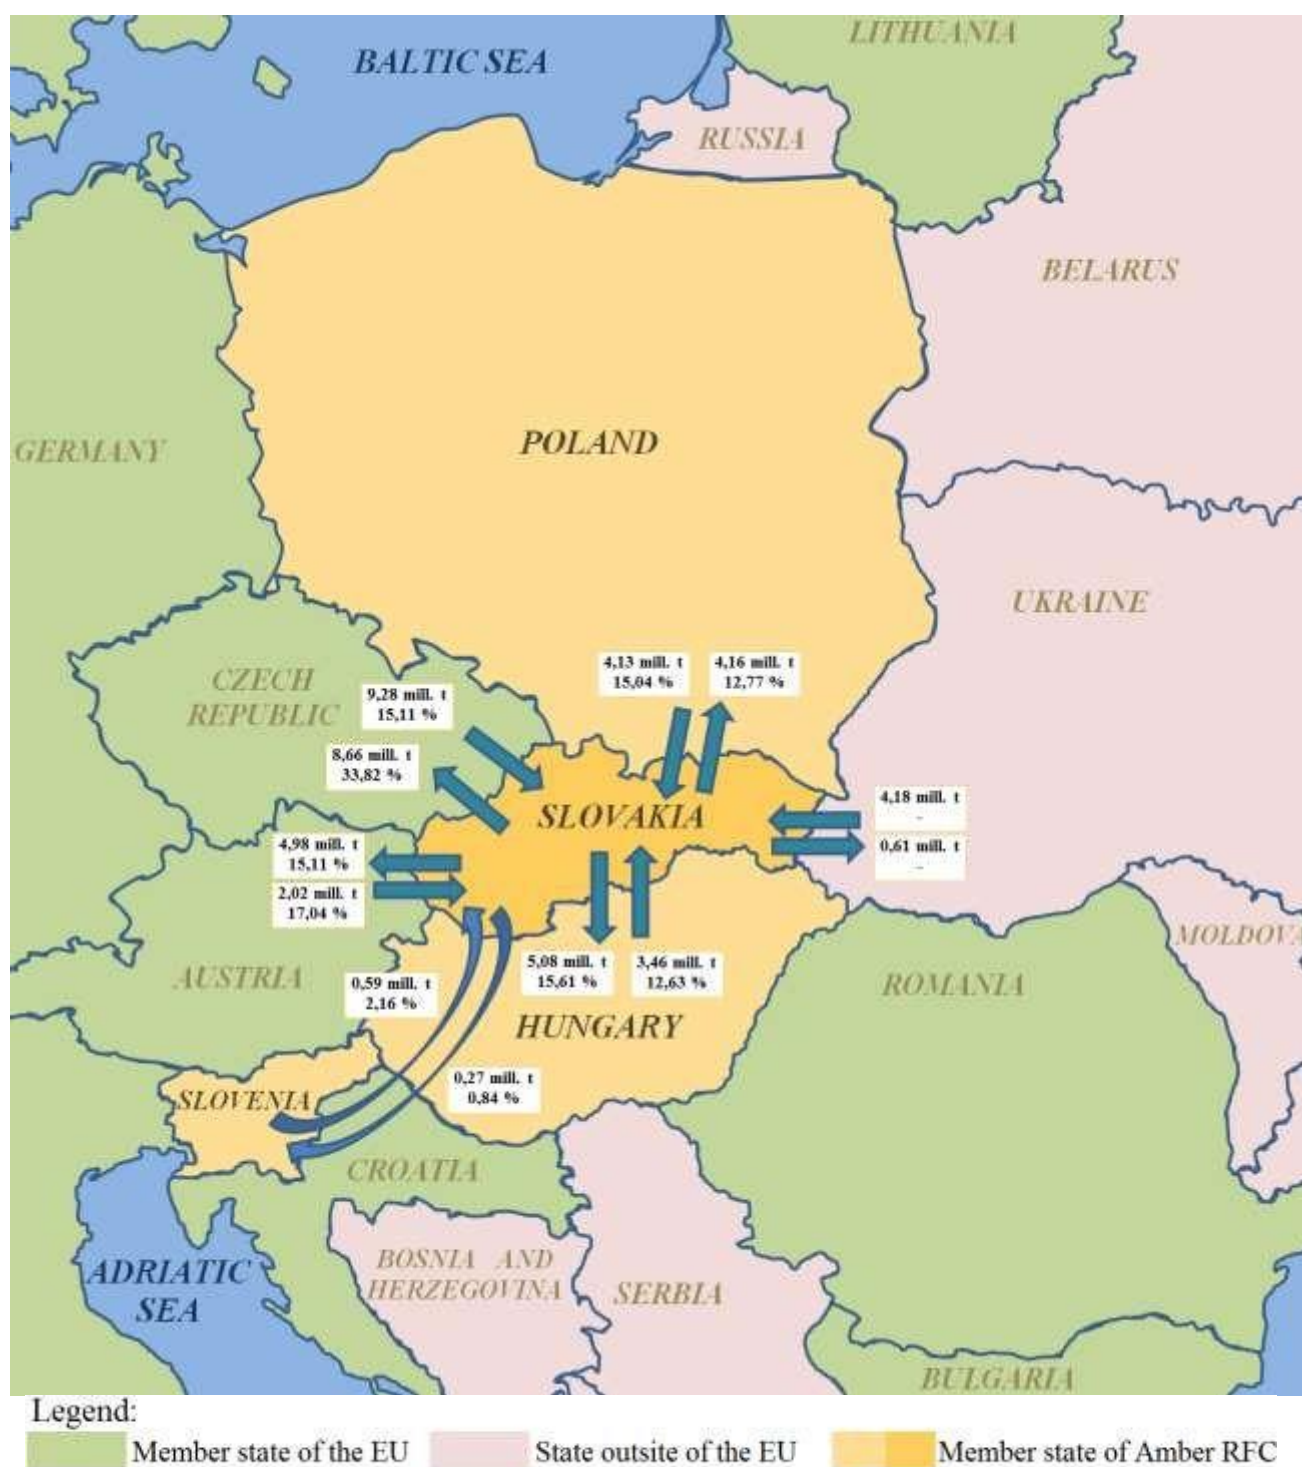 BALTIC SEA
LITHUANIA
RUSSIA
BELARUS
GERMANY
POLAND
UKRAINE
CZECH
REPUBLIC
4,13 mill. t
15,04 %
4,16 mill. t
12,77 %
9,28 mill. t
15,11 %
8,66 mill. t
33,82 %
SLOVAKIA
4,18 mill. t
-
0,61 mill. t
-
4,98 mill. t
15,11 %
2,02 mill. t
17,04 %
MOLDOVA
AUSTRIA
0,59 mill. t
2,16 %
5,08 mill. t
15,61 %
3,46 mill. t
12,63 %
ROMANIA
HUNGARY
0,27 mill. t
0,84 %
SLOVENIA
CROATIA
ADRIATIC
SEA
BOSNIA AND
HERZEGOVINA
SERBIA
BULGARIA
Legend:
Member state of the EU
State outsite of the EU
Member state of Amber RFC